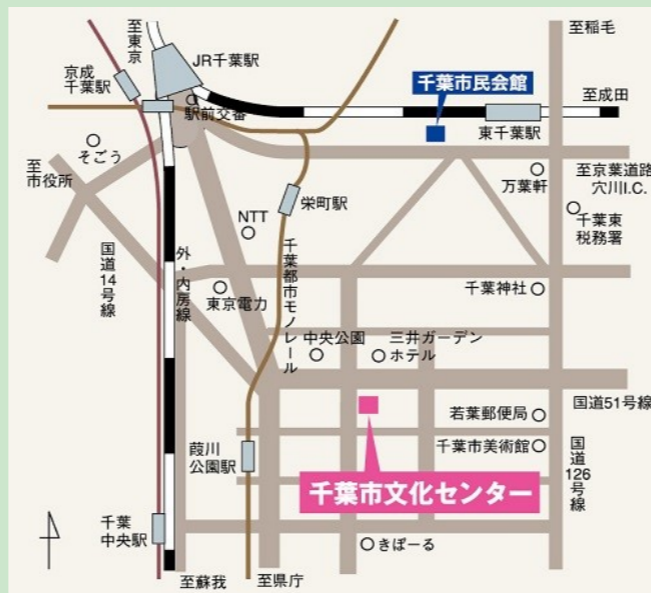 至東京
JR千葉駅
京成
千葉駅
駅前交番
そごう
至
市役所
千葉市民会館
至稲毛
至成田
東千葉駅
万葉軒
至京葉道路
穴川I.C.
千葉東
税務署
栄町駅
NTT
国道14号線
外・内房線
東京電力
千葉都市モノレール
千葉神社
中央公園
三井ガーデン
ホテル
国道51号線
若葉郵便局
千葉市美術館
国道126号線
葭川
公園駅
千葉市文化センター
千葉
中央駅
きぼーる
至蘇我
至県庁